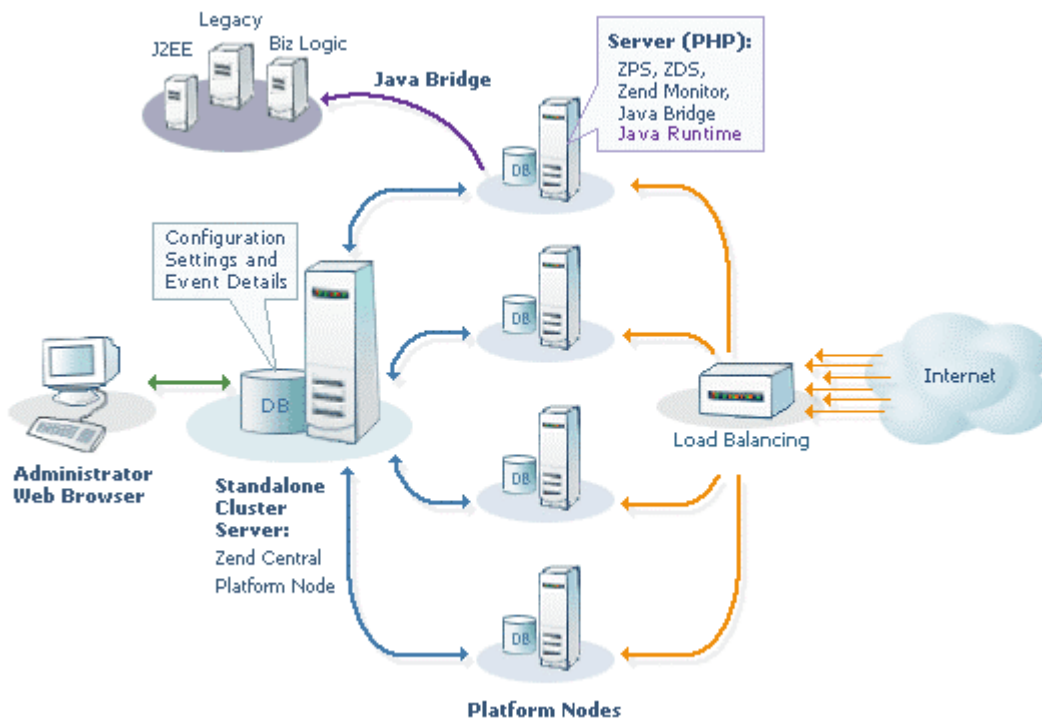 Legacy
J2EE
Biz Logic
Java Bridge
Server (PHP):
ZPS, ZDS,
Zend Monitor,
Java Bridge
Java Runtime
DB
Configuration
Settings and
Event Details
DB
DB
Internet
Load Balancing
Administrator
Web Browser
Standalone
Cluster
Server:
Zend Central
Platform Node
DB
DB
Platform Nodes